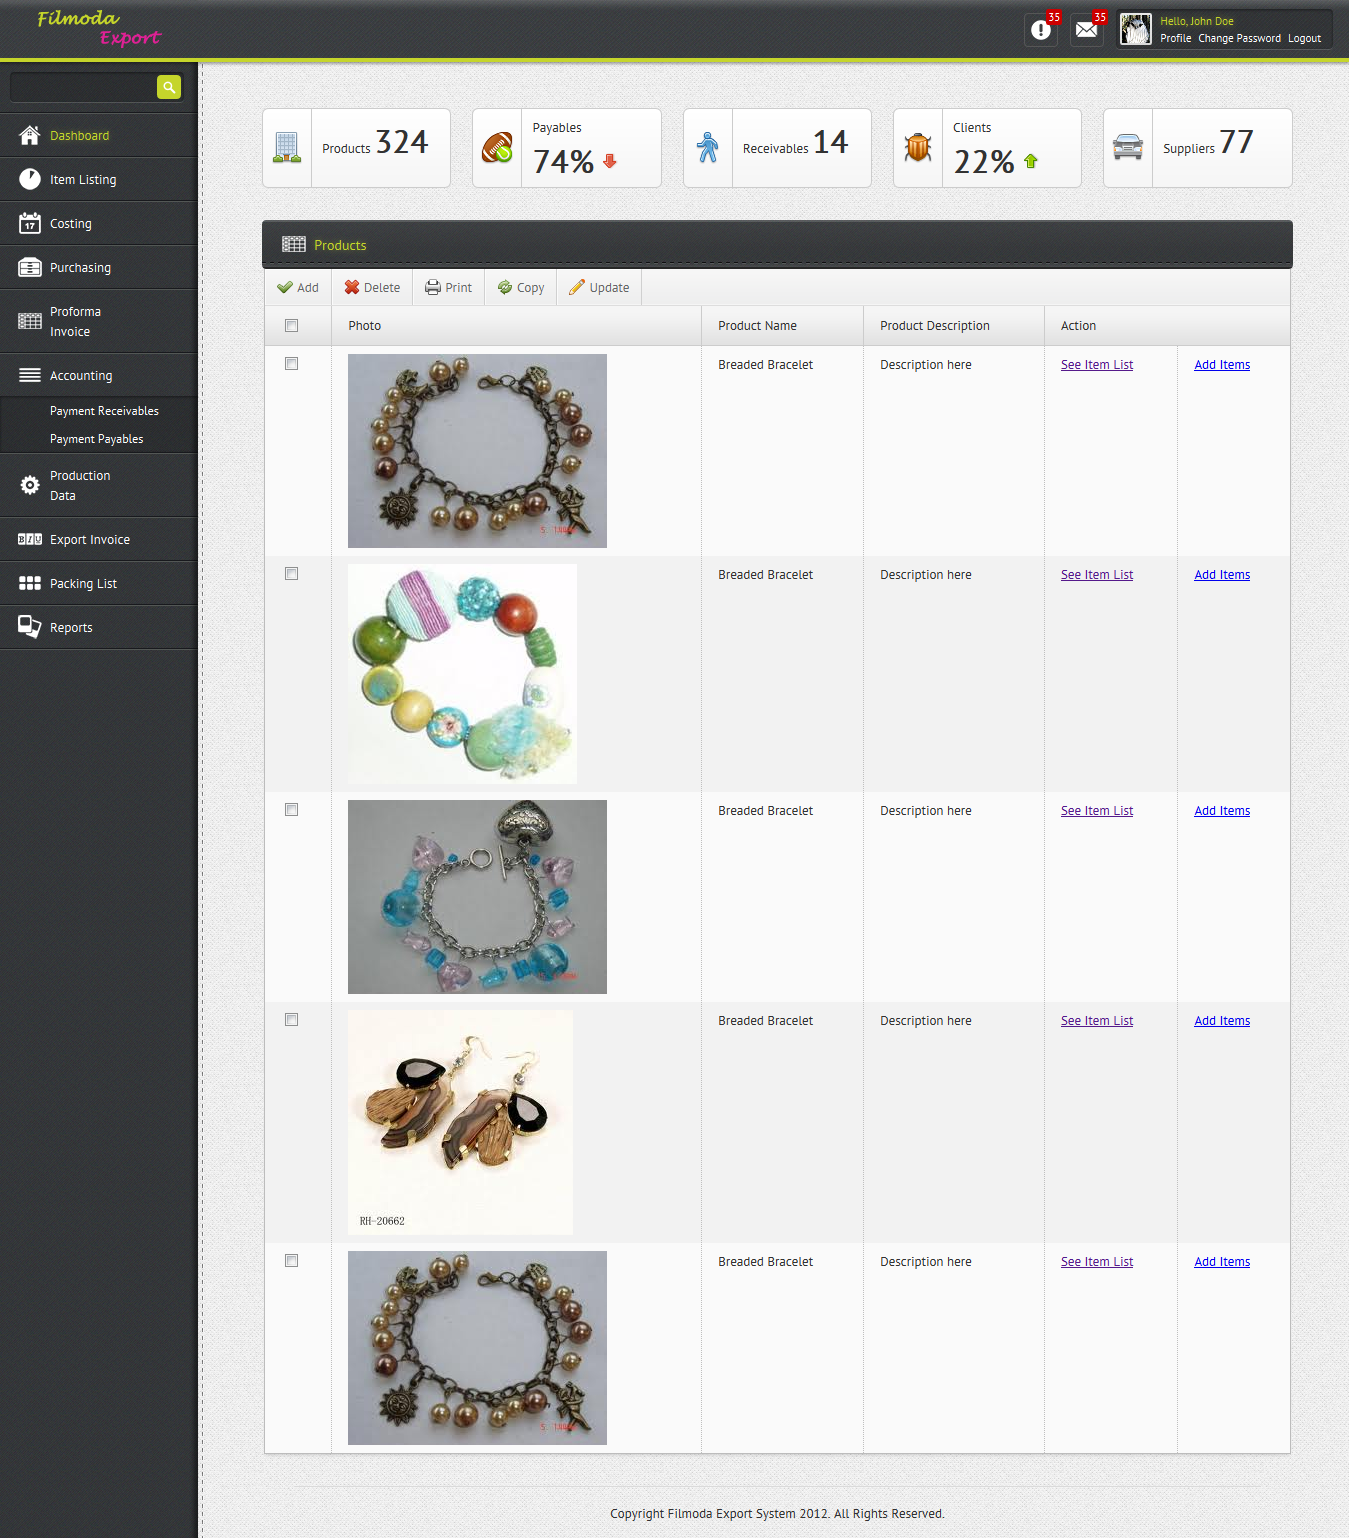 Filmoda
Export
35
35
Hello, John Doe
Profile Change Password Logout
Dashboard
Item Listing
17
Costing
Purchasing
Proforma
Invoice
Accounting
Payment Receivables
Payment Payables
Production
Data
B I U
Export Invoice
Packing List
Reports
Products 324
Payables
74%
Receivables 14
Clients
22%
Suppliers 77
Products
Add Delete Print Copy Update
Photo Product Name Product Description Action
Breaded Bracelet Description here See Item List Add Items
Breaded Bracelet Description here See Item List Add Items
Breaded Bracelet Description here See Item List Add Items
Breaded Bracelet Description here See Item List Add Items
RH-20662
Breaded Bracelet Description here See Item List Add Items
Copyright Filmoda Export System 2012. All Rights Reserved.